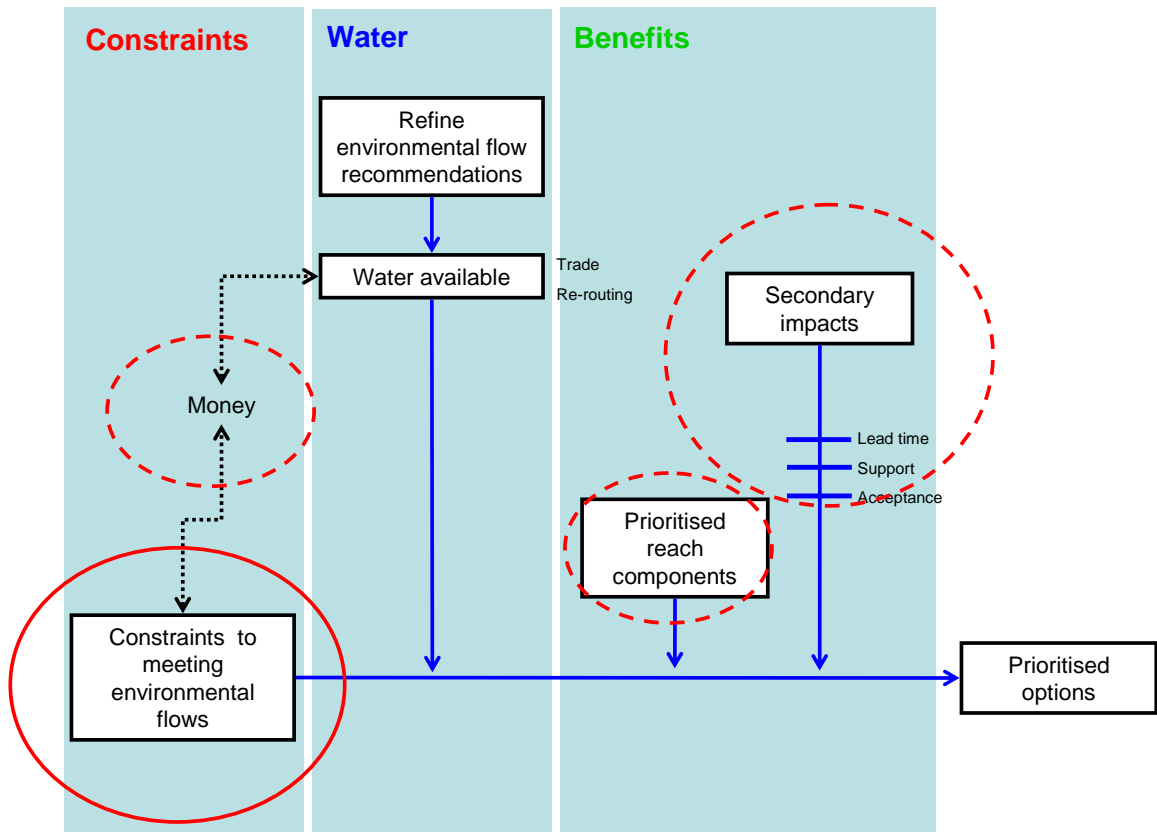 Constraints
Water
Benefits
Refine
environmental flow
recommendations
Water available
Trade
Re-routing
Secondary
impacts
Money
Lead time
Support
Acceptance
Prioritised
reach
components
Constraints to
meeting
environmental
flows
Prioritised
options